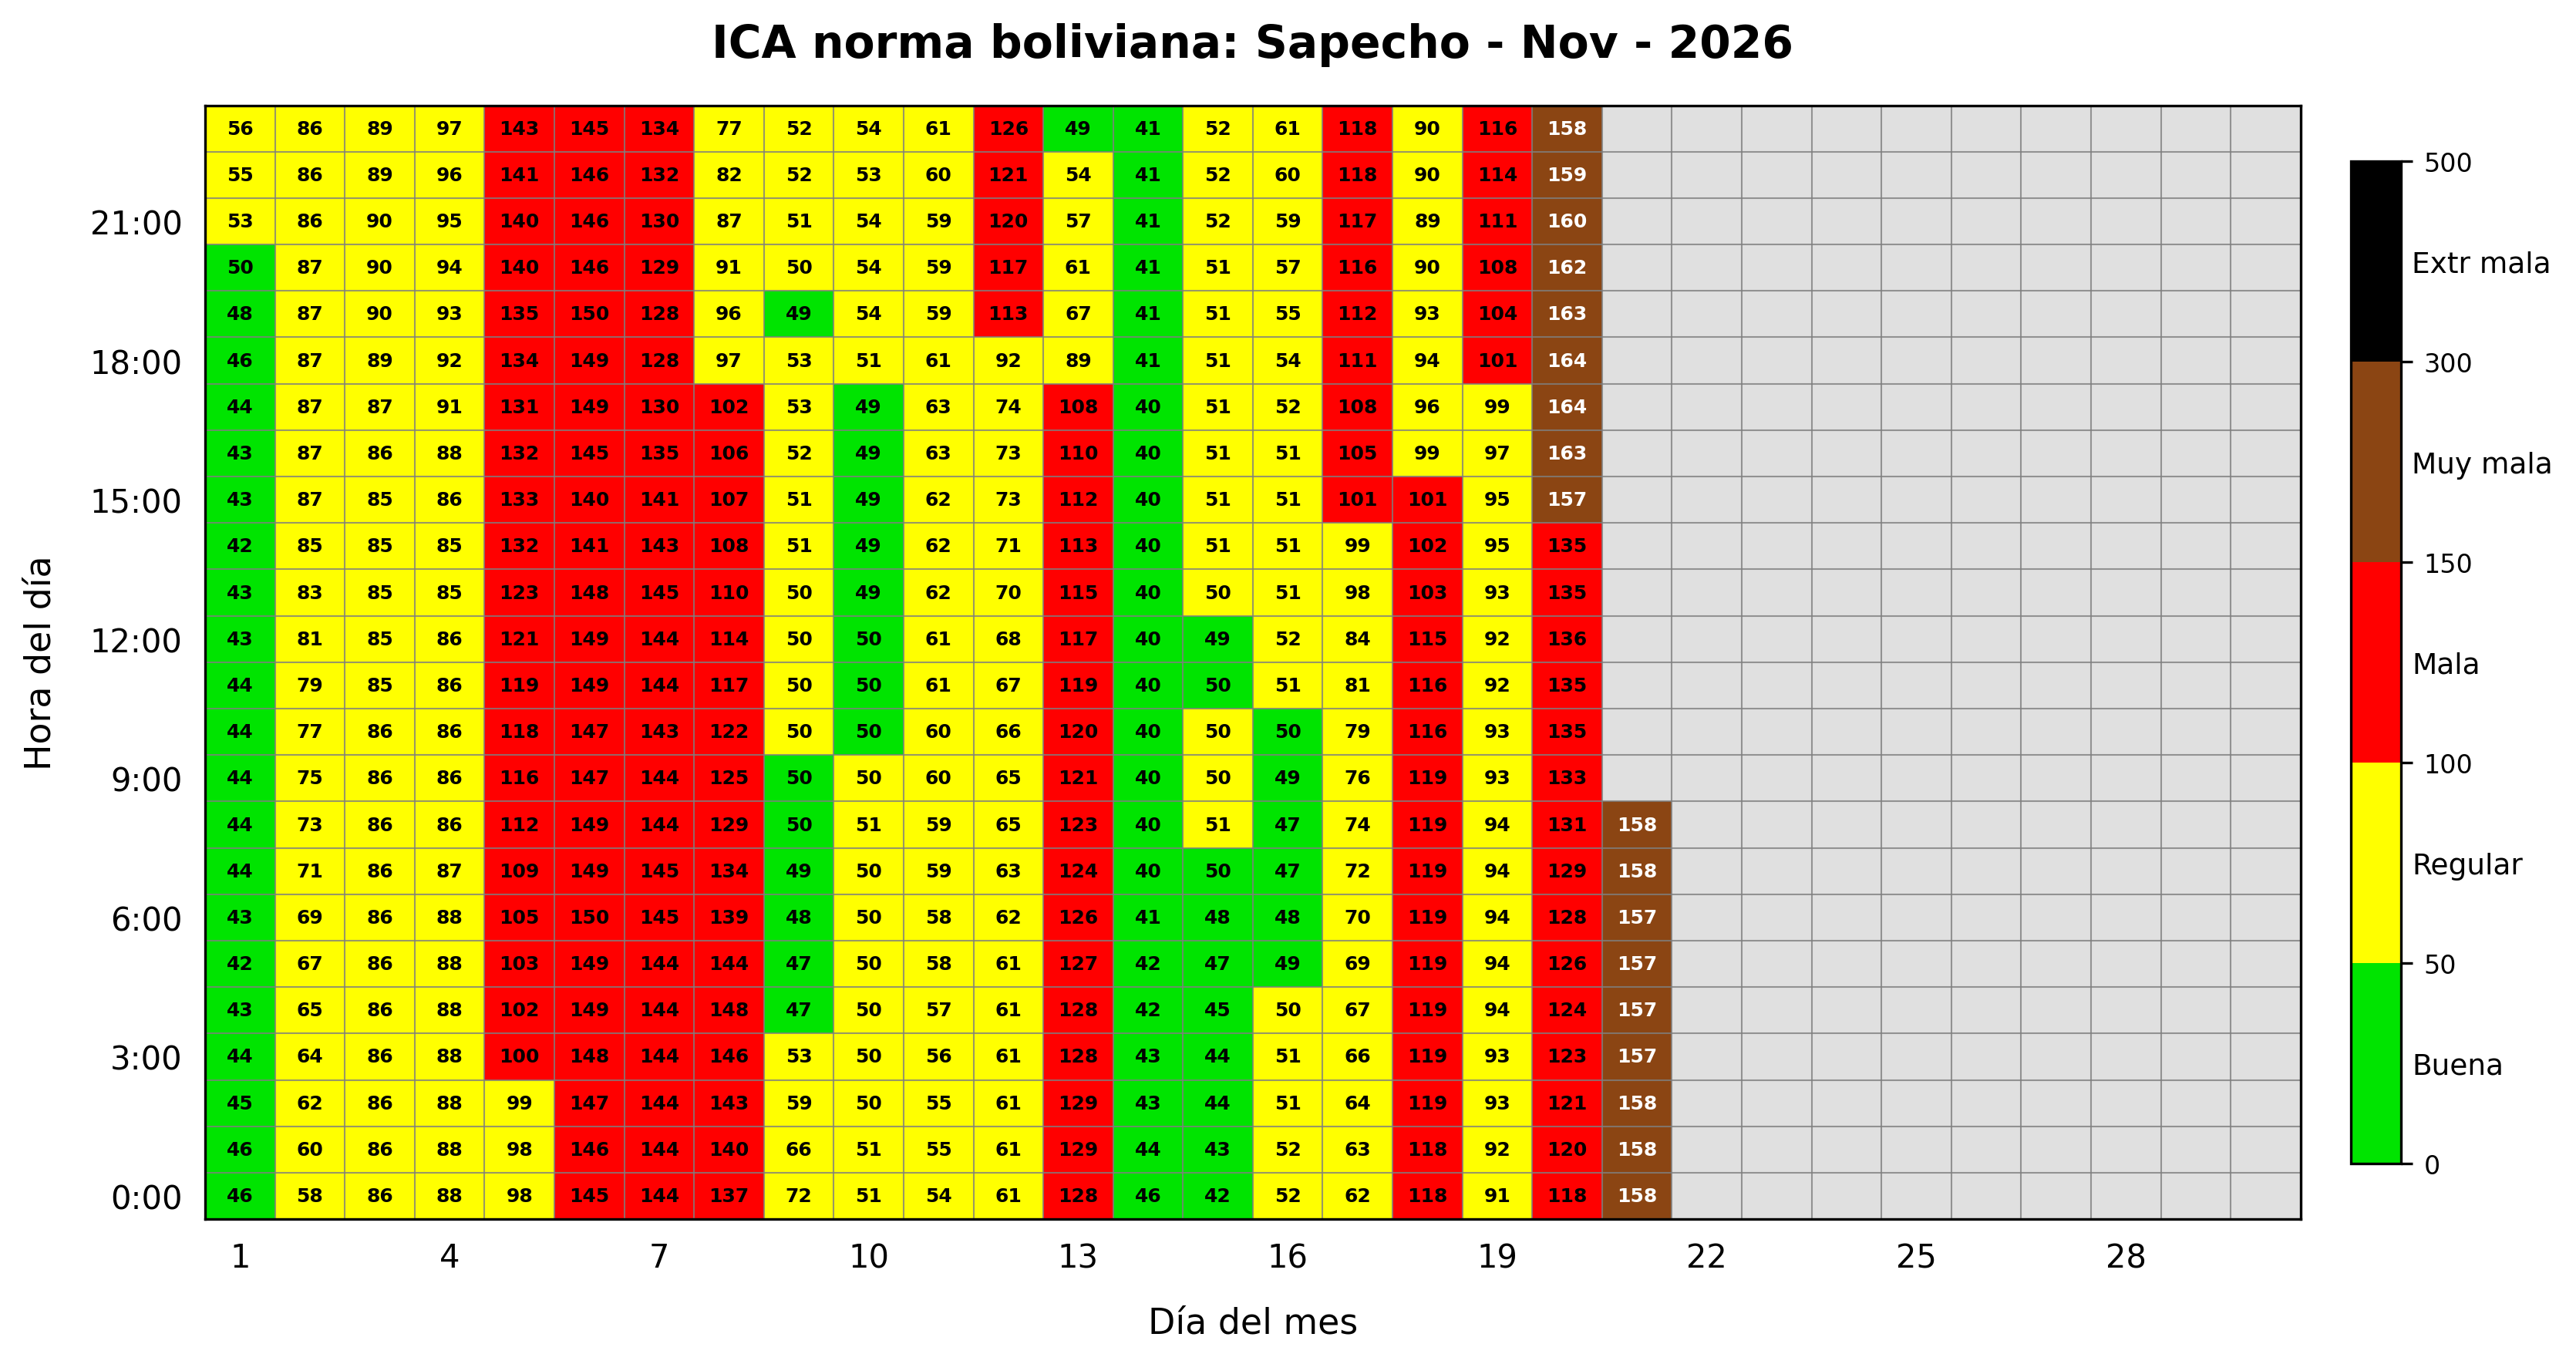 ICA norma boliviana: Sapecho - Nov - 2026
56 86 89 97 143 145 134 77 52 54 61 126 49 41 52 61 118 90 116 158
55 86 89 96 141 146 132 82 52 53 60 121 54 41 52 60 118 90 114 159
21:00 53 86 90 95 140 146 130 87 51 54 59 120 57 41 52 59 117 89 111 160
50 87 90 94 140 146 129 91 50 54 59 117 61 41 51 57 116 90 108 162
48 87 90 93 135 150 128 96 49 54 59 113 67 41 51 55 112 93 104 163
18:00 46 87 89 92 134 149 128 97 53 51 61 92 89 41 51 54 111 94 101 164
44 87 87 91 131 149 130 102 53 49 63 74 108 40 51 52 108 96 99 164
43 87 86 88 132 145 135 106 52 49 63 73 110 40 51 51 105 99 97 163
15:00 43 87 85 86 133 140 141 107 51 49 62 73 112 40 51 51 101 101 95 157
42 85 85 85 132 141 143 108 51 49 62 71 113 40 51 51 99 102 95 135
43 83 85 85 123 148 145 110 50 49 62 70 115 40 50 51 98 103 93 135
12:00 43 81 85 86 121 149 144 114 50 50 61 68 117 40 49 52 84 115 92 136
44 79 85 86 119 149 144 117 50 50 61 67 119 40 50 51 81 116 92 135
44 77 86 86 118 147 143 122 50 50 60 66 120 40 50 50 79 116 93 135
9:00 44 75 86 86 116 147 144 125 50 50 60 65 121 40 50 49 76 119 93 133
44 73 86 86 112 149 144 129 50 51 59 65 123 40 51 47 74 119 94 131 158
44 71 86 87 109 149 145 134 49 50 59 63 124 40 50 47 72 119 94 129 158
6:00 43 69 86 88 105 150 145 139 48 50 58 62 126 41 48 48 70 119 94 128 157
42 67 86 88 103 149 144 144 47 50 58 61 127 42 47 49 69 119 94 126 157
43 65 86 88 102 149 144 148 47 50 57 61 128 42 45 50 67 119 94 124 157
3:00 44 64 86 88 100 148 144 146 53 50 56 61 128 43 44 51 66 119 93 123 157
45 62 86 88 99 147 144 143 59 50 55 61 129 43 44 51 64 119 93 121 158
46 60 86 88 98 146 144 140 66 51 55 61 129 44 43 52 63 118 92 120 158
0:00 46 58 86 88 98 145 144 137 72 51 54 61 128 46 42 52 62 118 91 118 158
1 4 7 10 13 16 19 22 25 28
Día del mes
Hora del día
500
Extr mala
300
Muy mala
150
Mala
100
Regular
50
Buena
0